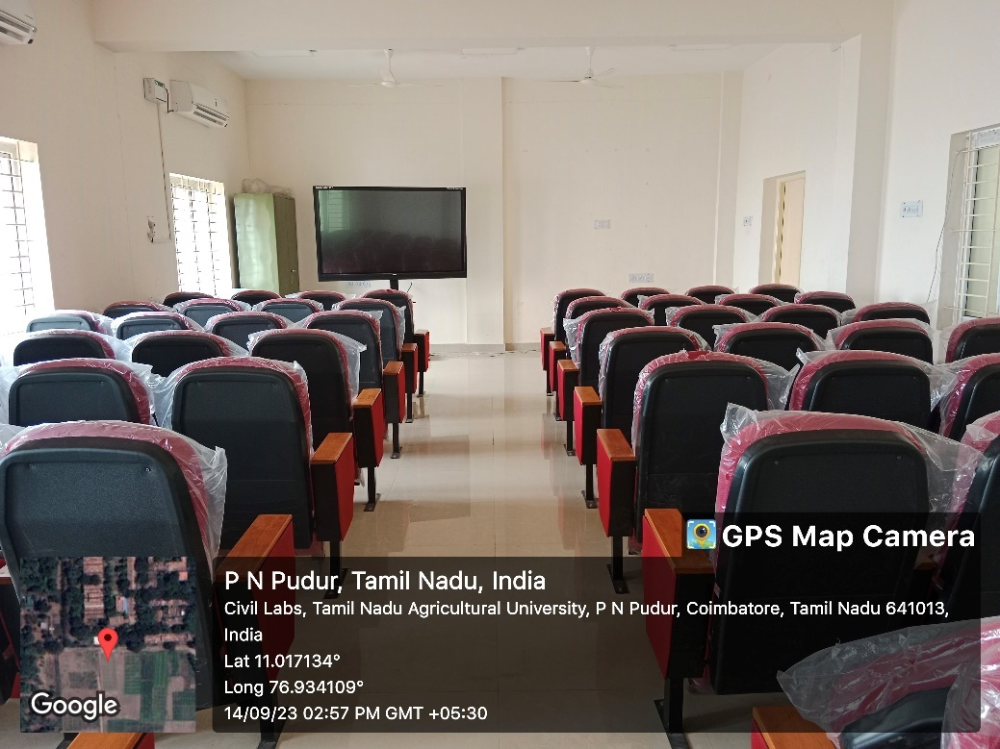 GPS Map Camera
P N Pudur, Tamil Nadu, India
Civil Labs, Tamil Nadu Agricultural University, P N Pudur, Coimbatore, Tamil Nadu 641013,
India
Lat 11.017134°
Long 76.934109°
14/09/23 02:57 PM GMT +05:30
Google